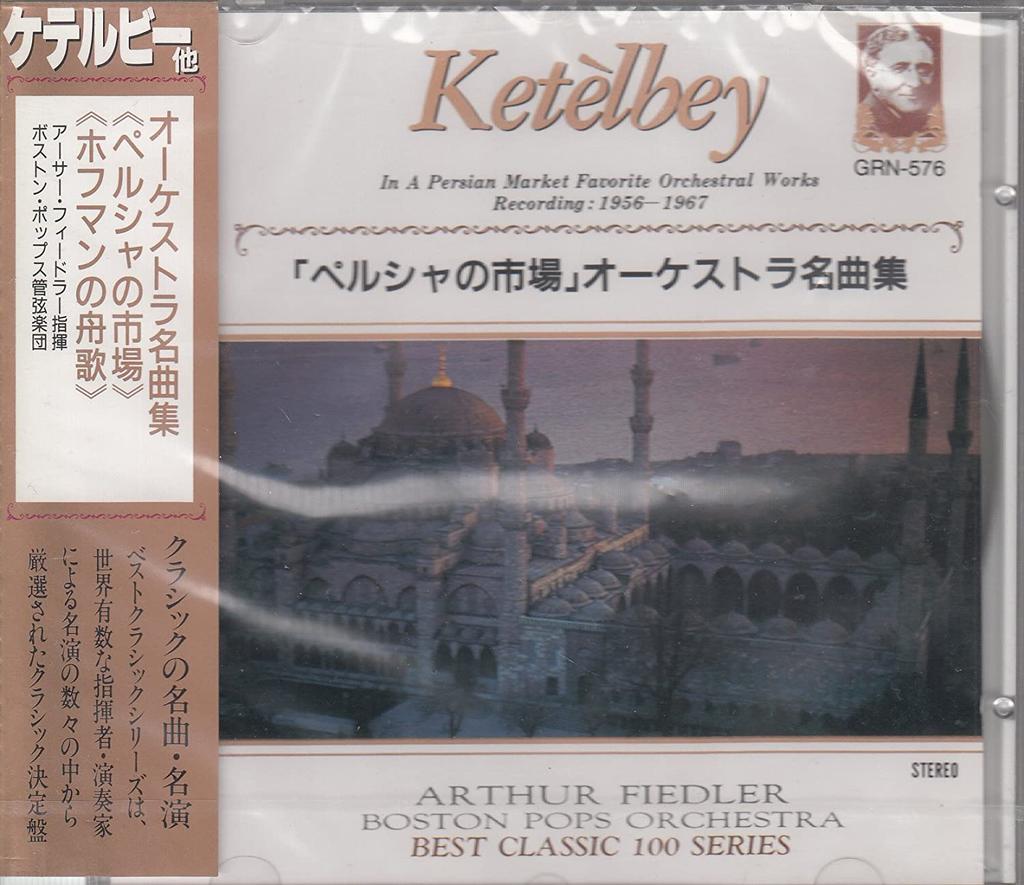 ケテルビー他
オーケストラ名曲集
《ペルシャの市場》
《ホフマンの舟歌》
アーサー・フィードラー指揮
ボストン・ポップス管弦楽団
クラシックの名曲・名演
ベストクラシックシリーズは、
世界有数な指揮者・演奏家
による名演の数々の中から
厳選されたクラシック決定盤
Ketèlbey
GRN-576
In A Persian Market Favorite Orchestral Works
Recording : 1956—1967
「ペルシャの市場」オーケストラ名曲集
STEREO
ARTHUR FIEDLER
BOSTON POPS ORCHESTRA
BEST CLASSIC 100 SERIES